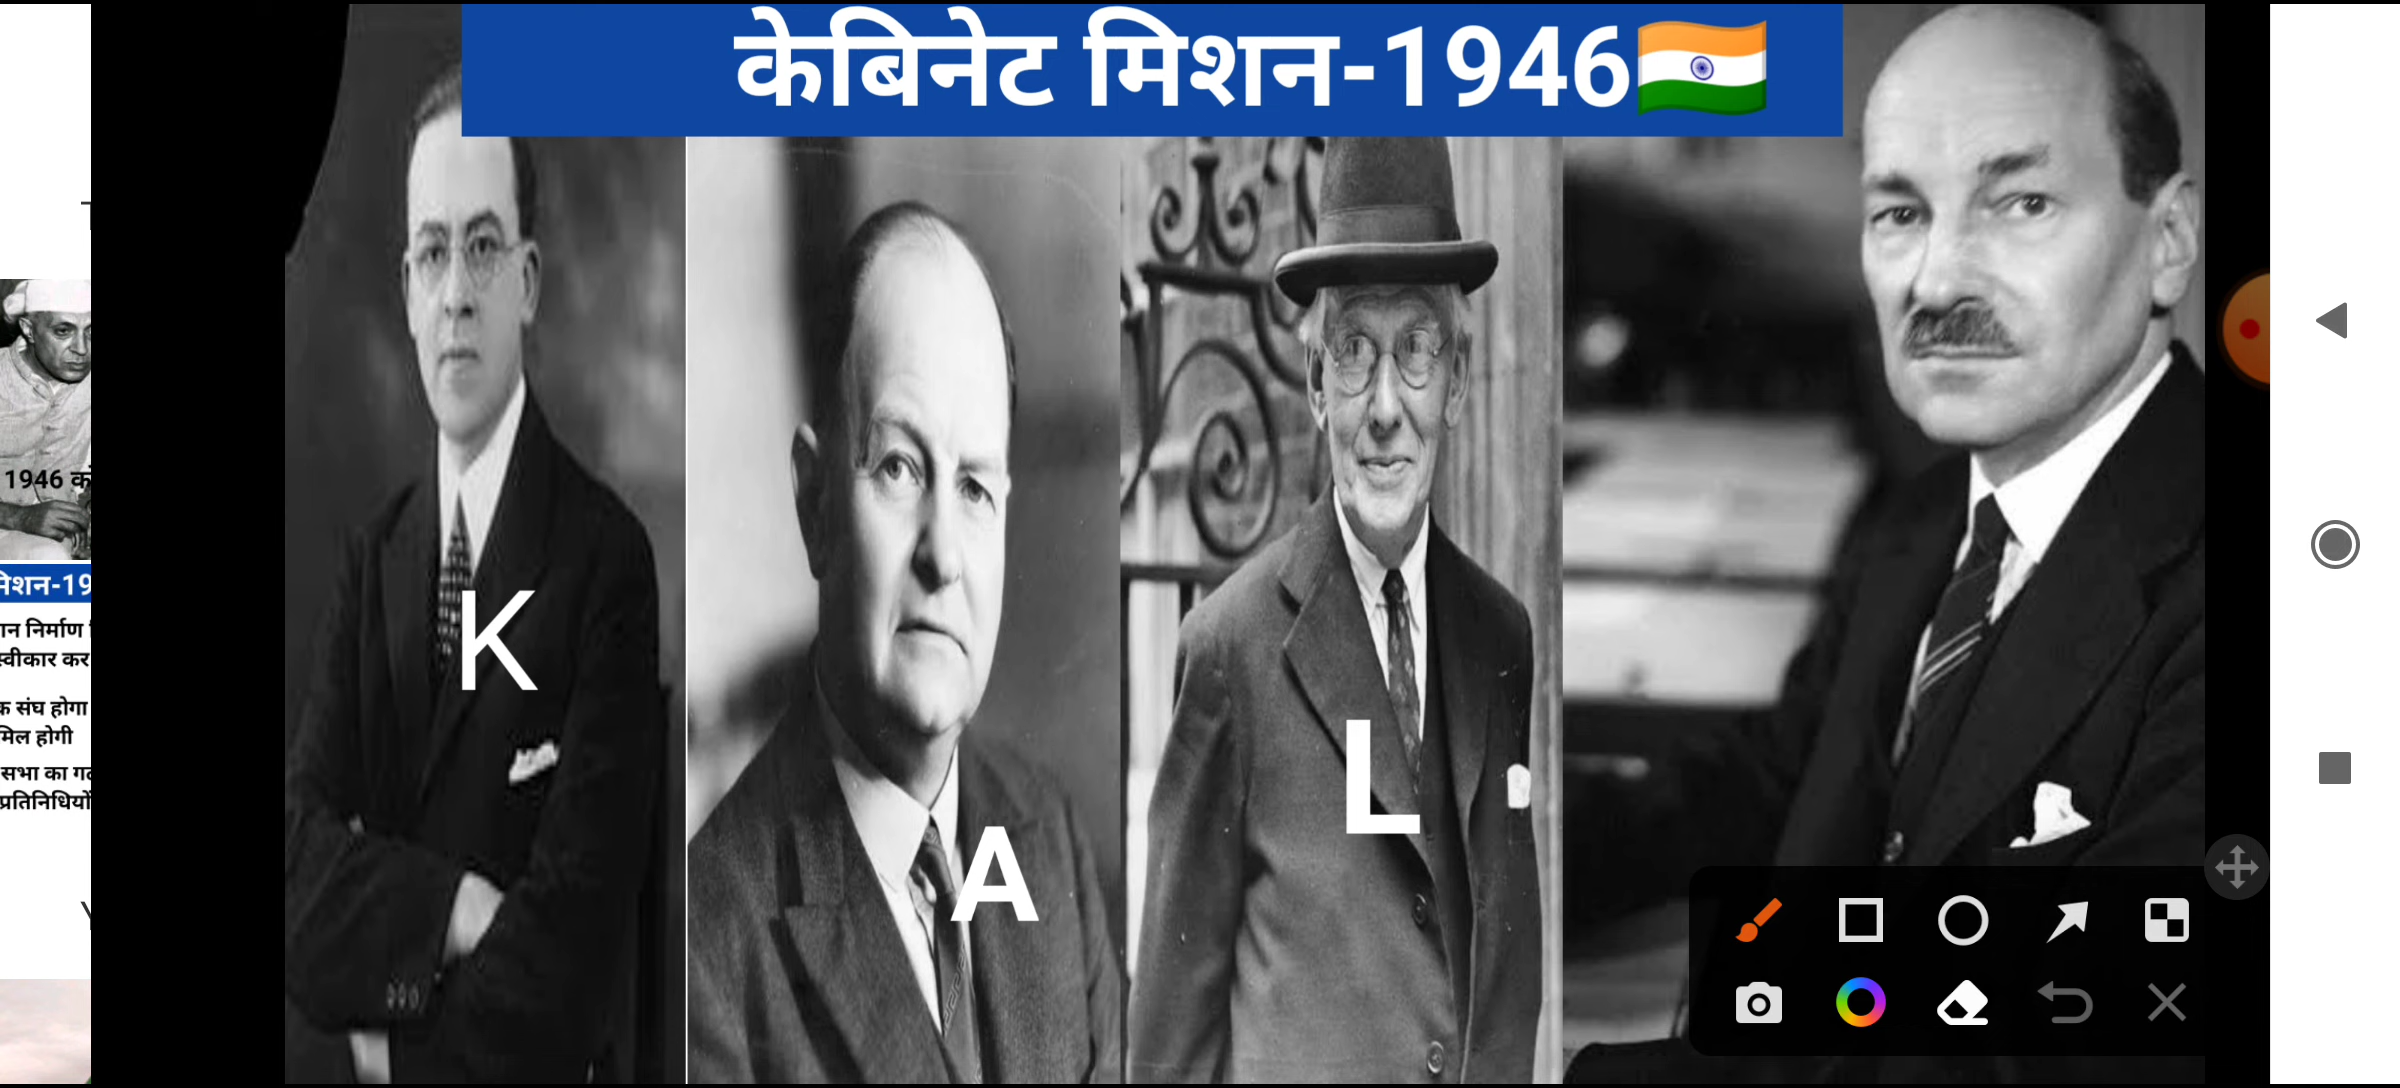 केबिनेट मिशन-1946🇮🇳
K
A
L
1946 को
मिशन-19
निर्माण
स्वीकार कर
संघ होगा
होगी
सभा का
प्रतिनिधियों